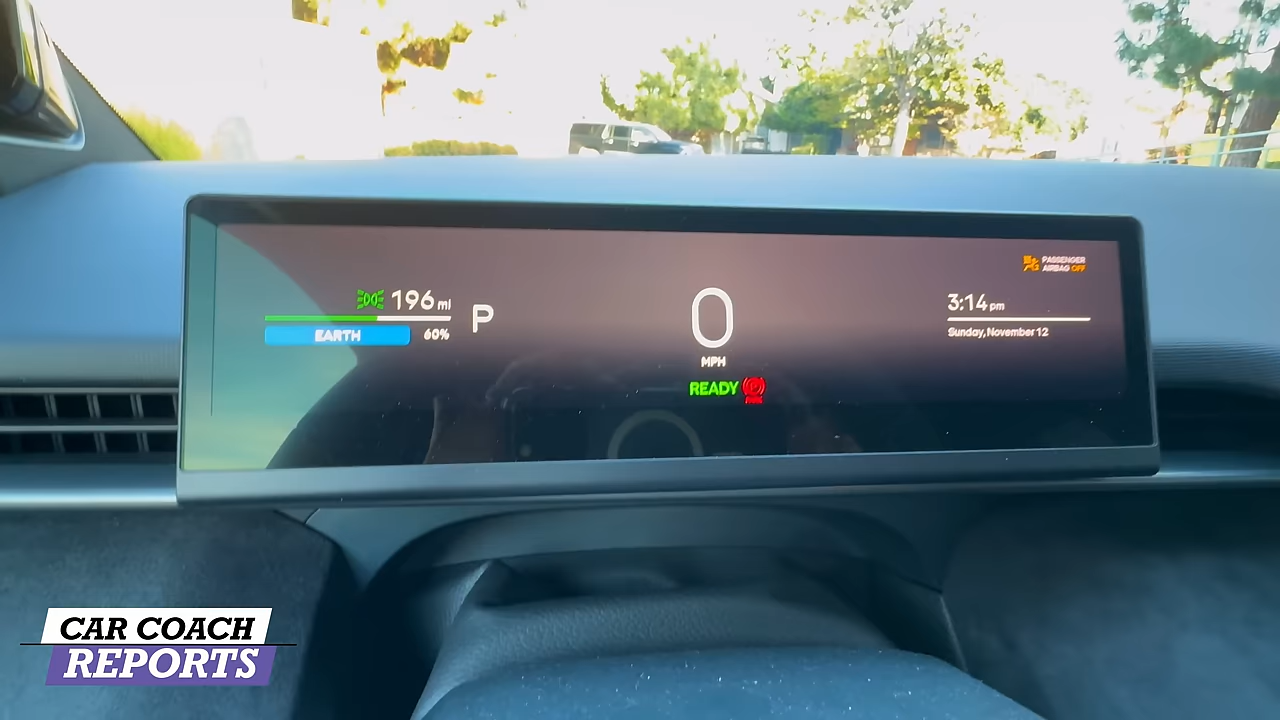 196 mi
EARTH
60%
P
0
MPH
READY
PASSENGER
AIRBAG OFF
3:14 pm
Sunday, November 12
CAR COACH
REPORTS